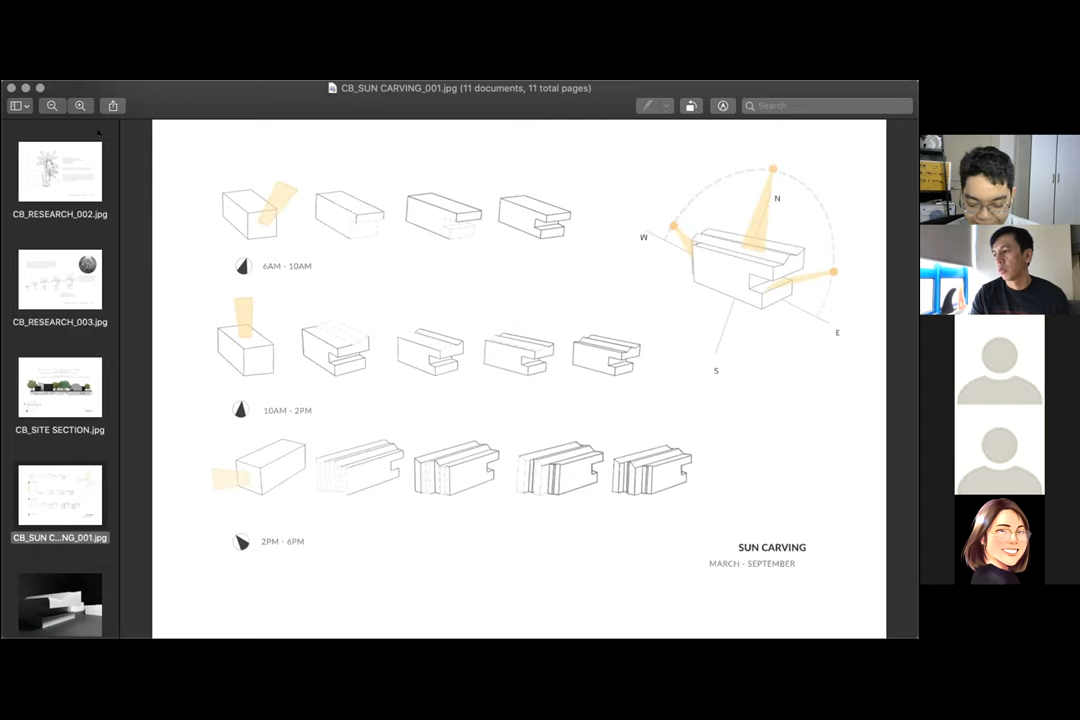 CB_SUN CARVING_001.jpg (11 documents, 11 total pages)
Search
CB_RESEARCH_002.jpg
CB_RESEARCH_003.jpg
CB_SITE SECTION.jpg
CB_SUN C...NG_001.jpg
6AM - 10AM
10AM - 2PM
2PM - 6PM
N
W
E
S
SUN CARVING
MARCH - SEPTEMBER